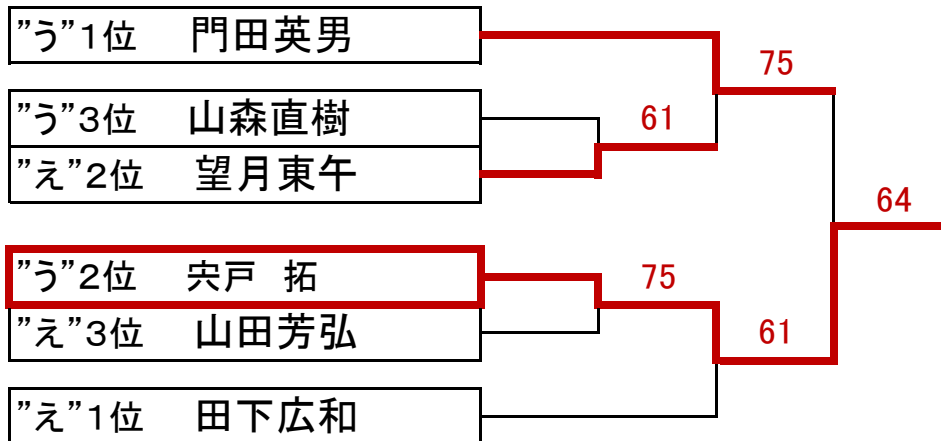 ”う”1位 門田英男
75
”う”3位 山森直樹
61
”え”2位 望月東午
64
”う”2位 宍戸 拓
75
”え”3位 山田芳弘
61
”え”1位 田下広和